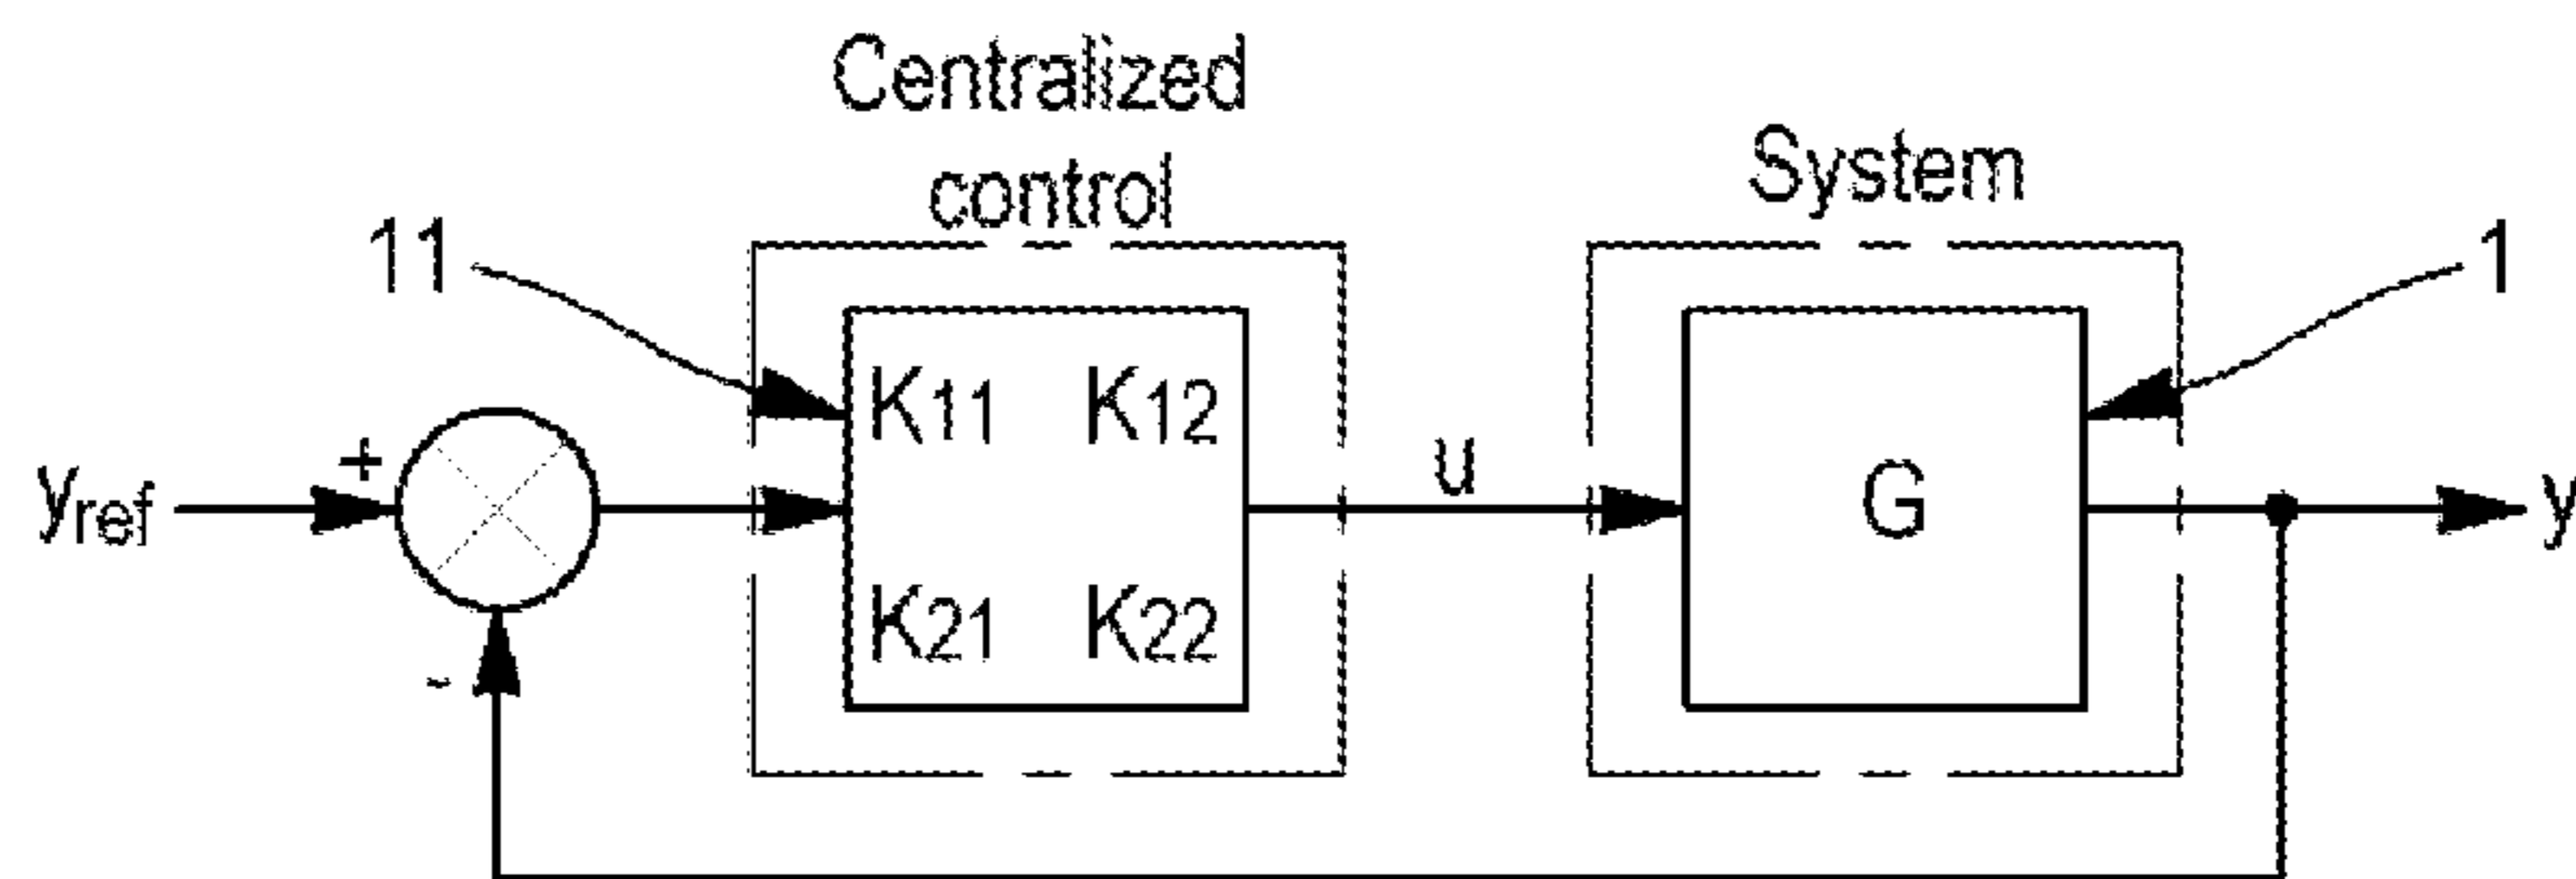 Centralized
control
System
11
1
K11 K12
+
yref
u
G
y
K21 K22
-